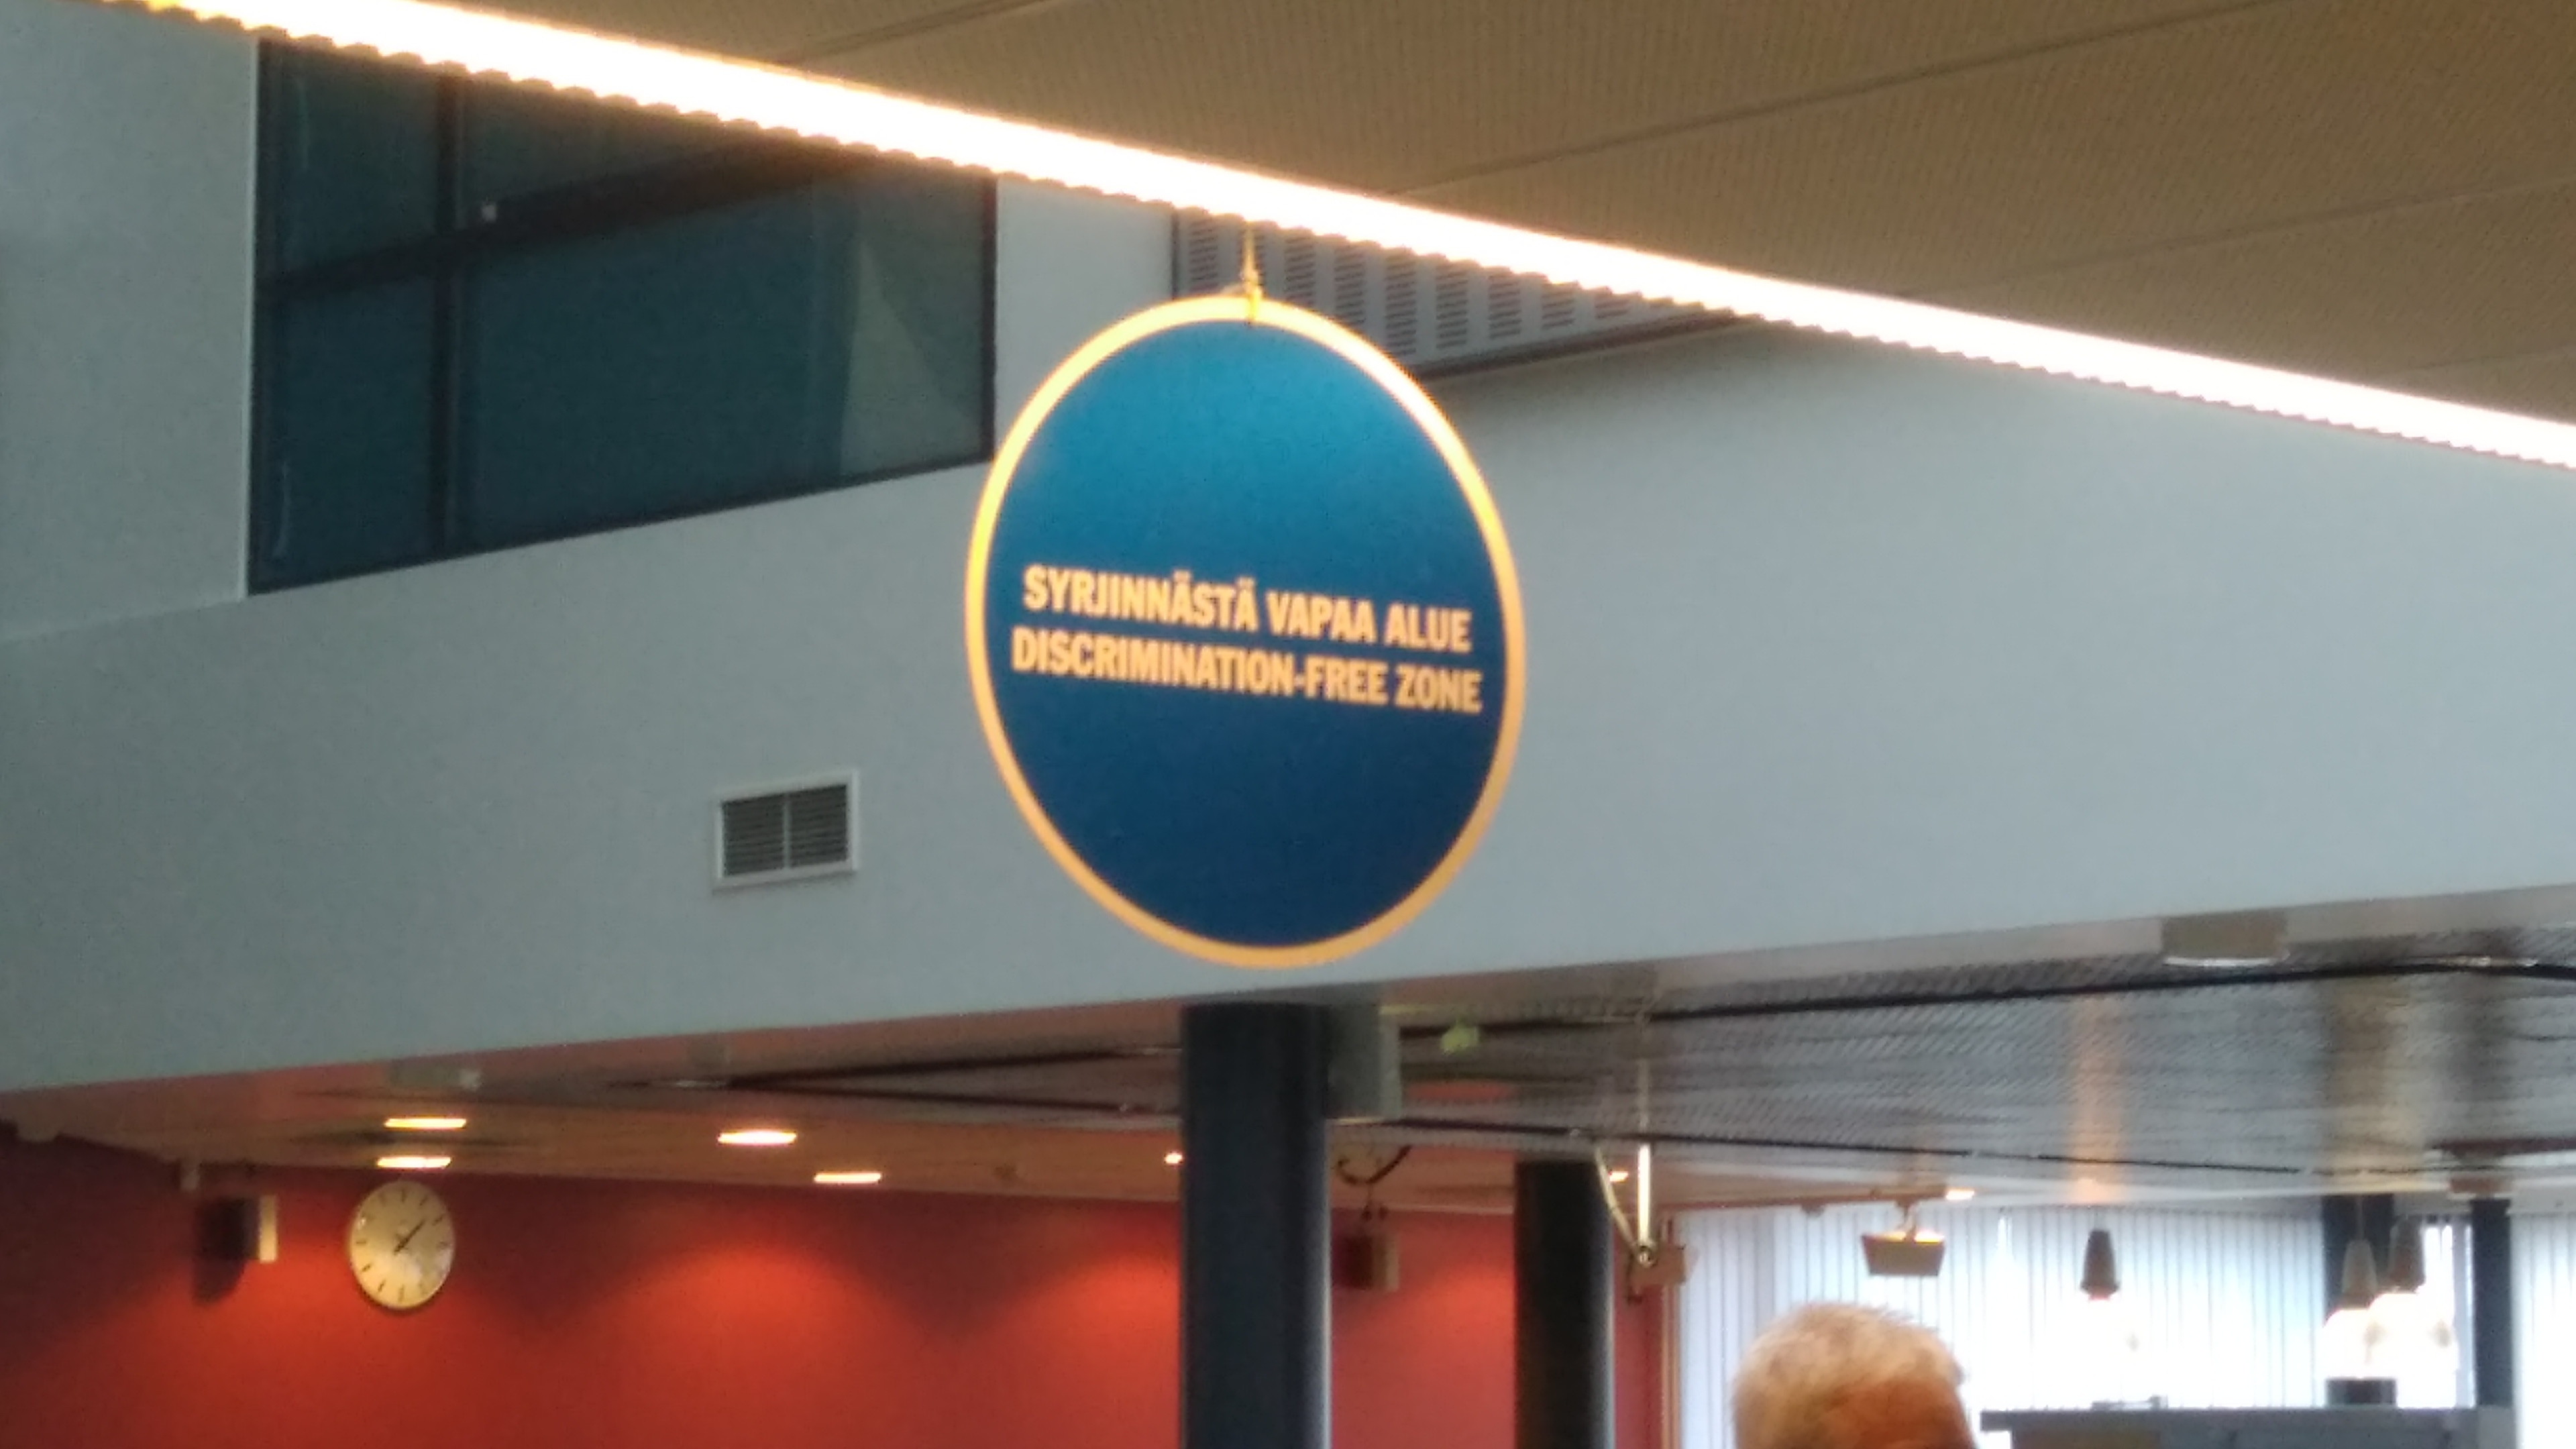 SYRJINNÄSTÄ VAPAA ALUE
DISCRIMINATION-FREE ZONE